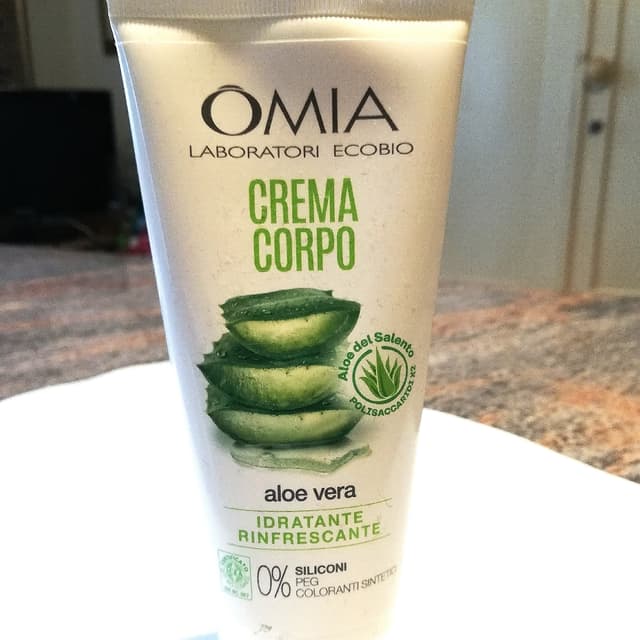 ÔMIA
LABORATORI ECOBIO
CREMA
CORPO
Aloe del Salento
POLISACCARIDI X2
aloe vera
IDRATANTE
RINFRESCANTE
0% SILICONI
PEG
COLORANTI SINTETICI